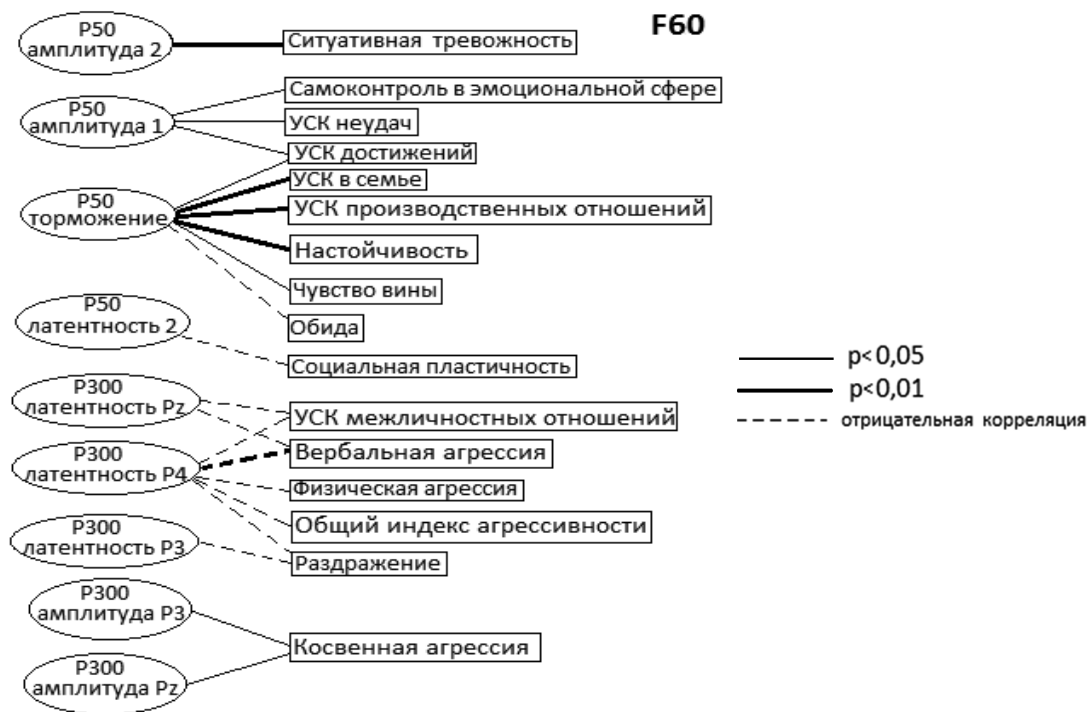 F60
P50
амплитуда 2
Ситуативная тревожность
Самоконтроль в эмоциональной сфере
P50
амплитуда 1
УСК неудач
УСК достижений
УСК в семье
P50
торможение
УСК производственных отношений
Настойчивость
Чувство вины
P50
латентность 2
Обида
Социальная пластичность
p<0,05
p<0,01
отрицательная корреляция
P300
латентность Pz
УСК межличностных отношений
Вербальная агрессия
P300
латентность P4
Физическая агрессия
Общий индекс агрессивности
P300
латентность P3
Раздражение
P300
амплитуда P3
Косвенная агрессия
P300
амплитуда Pz